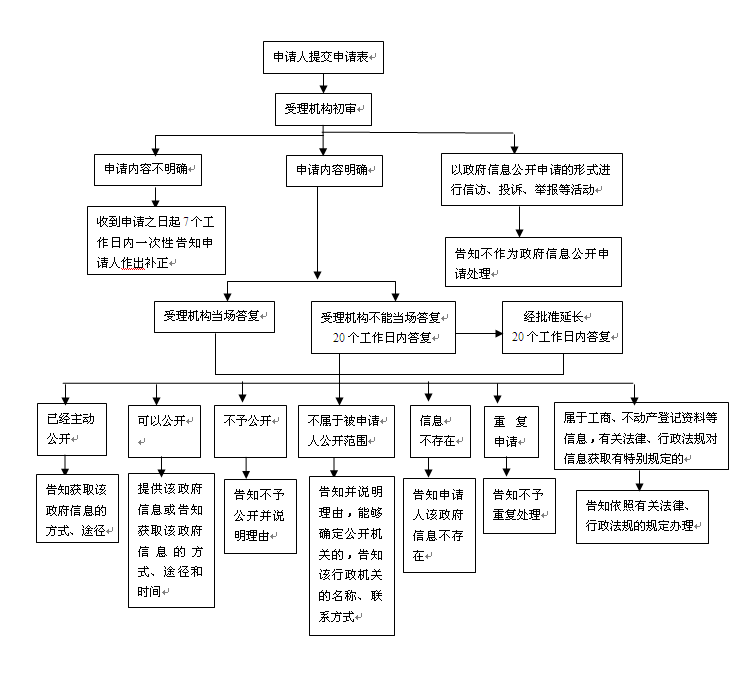 申请人提交申请表
受理机构初审
申请内容不明确
申请内容明确
以政府信息公开申请的形式进
行信访、投诉、举报等活动
收到申请之日起7个工
作日内一次性告知申
请人作出补正
告知不作为政府信息公开申
请处理
受理机构当场答复
受理机构不能当场答复
20个工作日内答复
经批准延长
20个工作日内答复
已经主动
公开
可以公开
不予公开
不属于被申请
人公开范围
信息
不存在
重复
申请
属于工商、不动产登记资料等
信息，有关法律、行政法规对
信息获取有特别规定的
告知获取该
政府信息的
方式、途径
提供该政府
信息或告知
获取该政府
信息的方
式、途径和
时间
告知不予
公开并说
明理由
告知并说明
理由，能够
确定公开机
关的，告知
该行政机关
的名称、联
系方式
告知申请
人该政府
信息不存
在
告知不予
重复处理
告知依照有关法律、
行政法规的规定办理